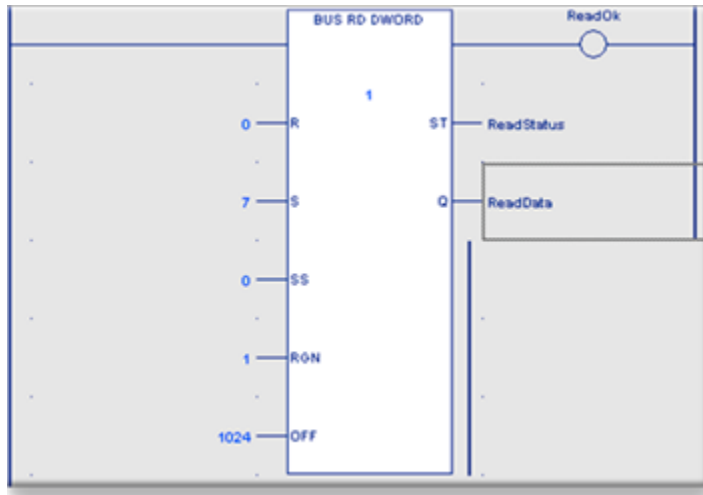 BUS RD DWORD ReadOk
1
0 R ST ReadStatus
7 S Q ReadData
0 SS
1 RGN
1024 OFF